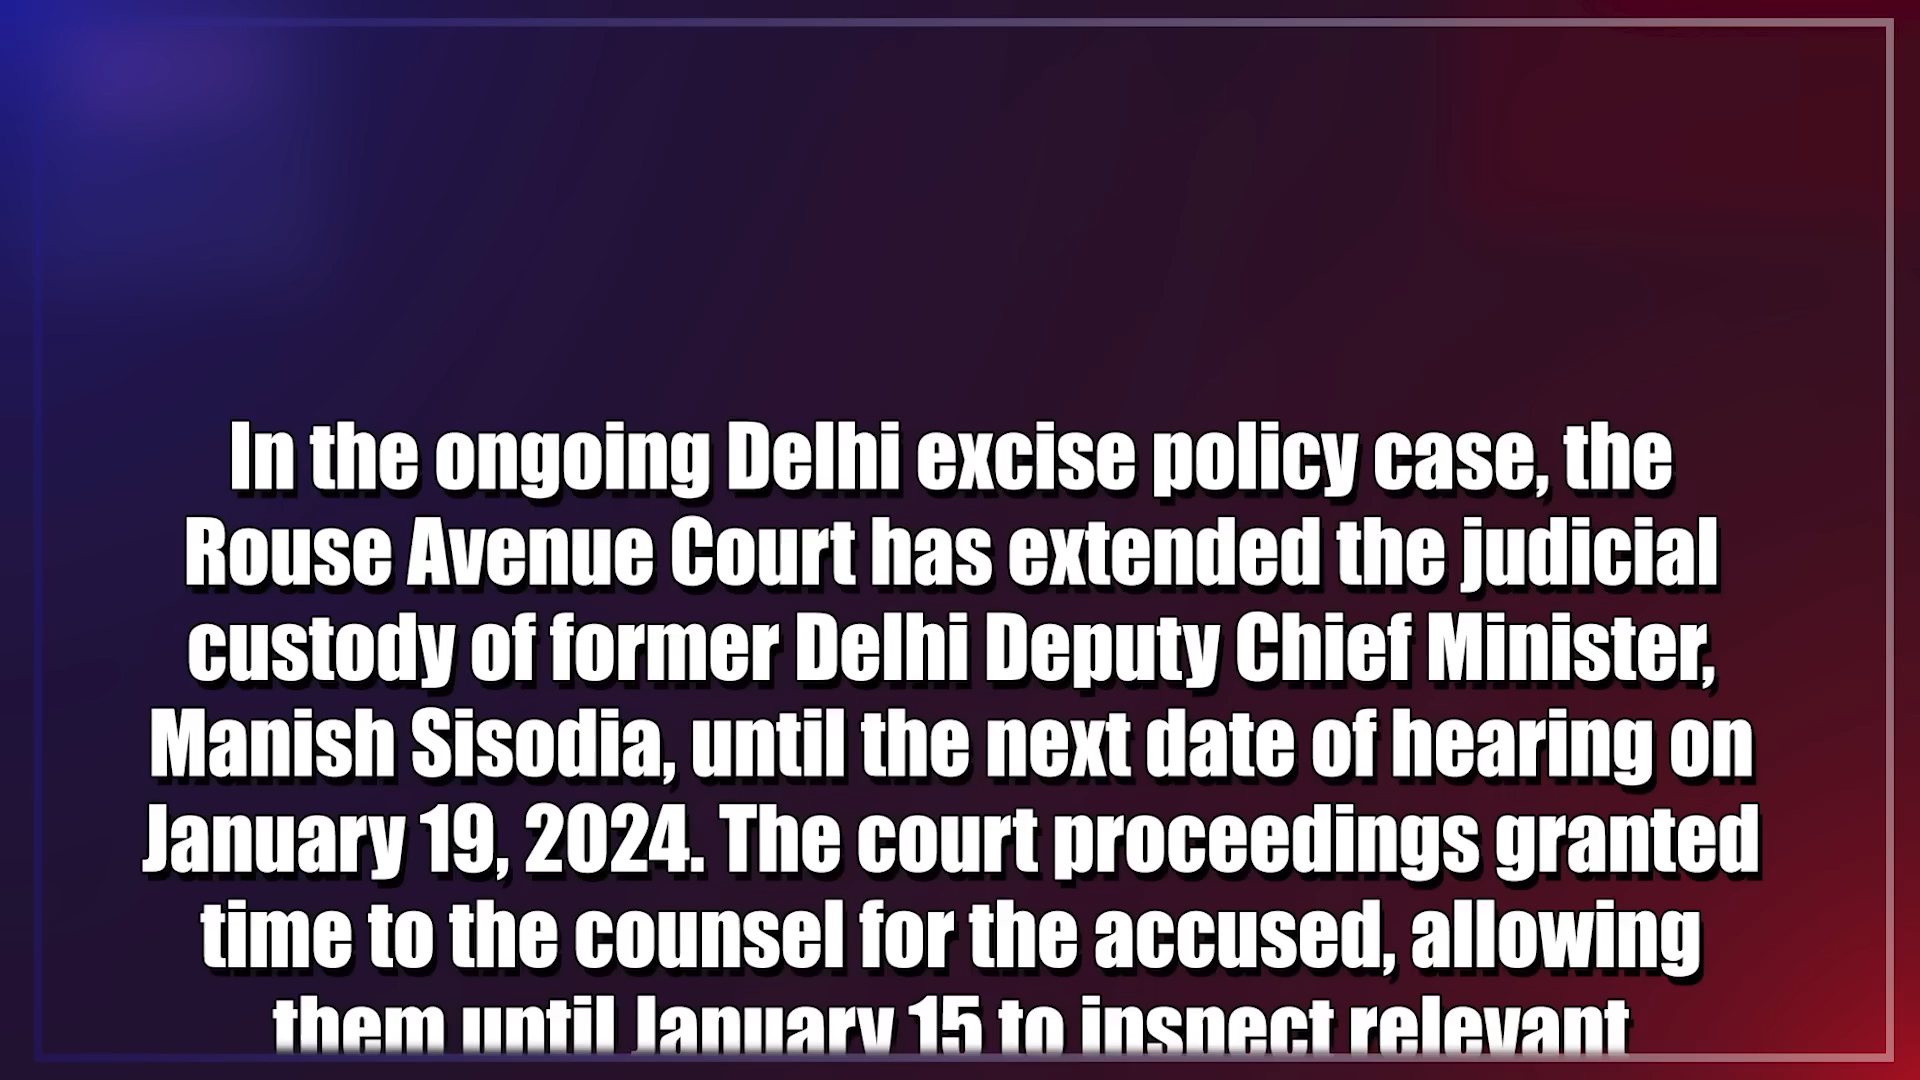 In the ongoing Delhi excise policy case, the
Rouse Avenue Court has extended the judicial
custody of former Delhi Deputy Chief Minister,
Manish Sisodia, until the next date of hearing on
January 19, 2024. The court proceedings granted
time to the counsel for the accused, allowing
them until January 15 to inspect relevant